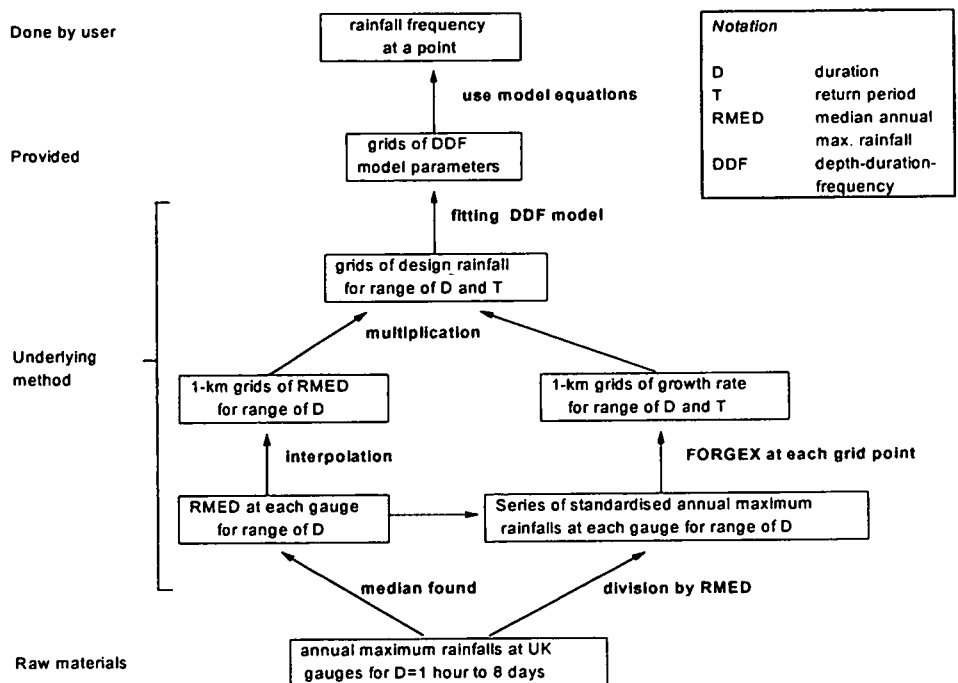 Done by user
rainfall frequency
at a point
Notation
D duration
T return period
RMED median annual
max. rainfall
DDF depth-duration-
frequency
use model equations
Provided
grids of DDF
model parameters
fitting DDF model
grids of design rainfall
for range of D and T
multiplication
Underlying
method
1-km grids of RMED
for range of D
1-km grids of growth rate
for range of D and T
interpolation
FORGEX at each grid point
RMED at each gauge
for range of D
Series of standardised annual maximum
rainfalls at each gauge for range of D
median found
division by RMED
Raw materials
annual maximum rainfalls at UK
gauges for D=1 hour to 8 days